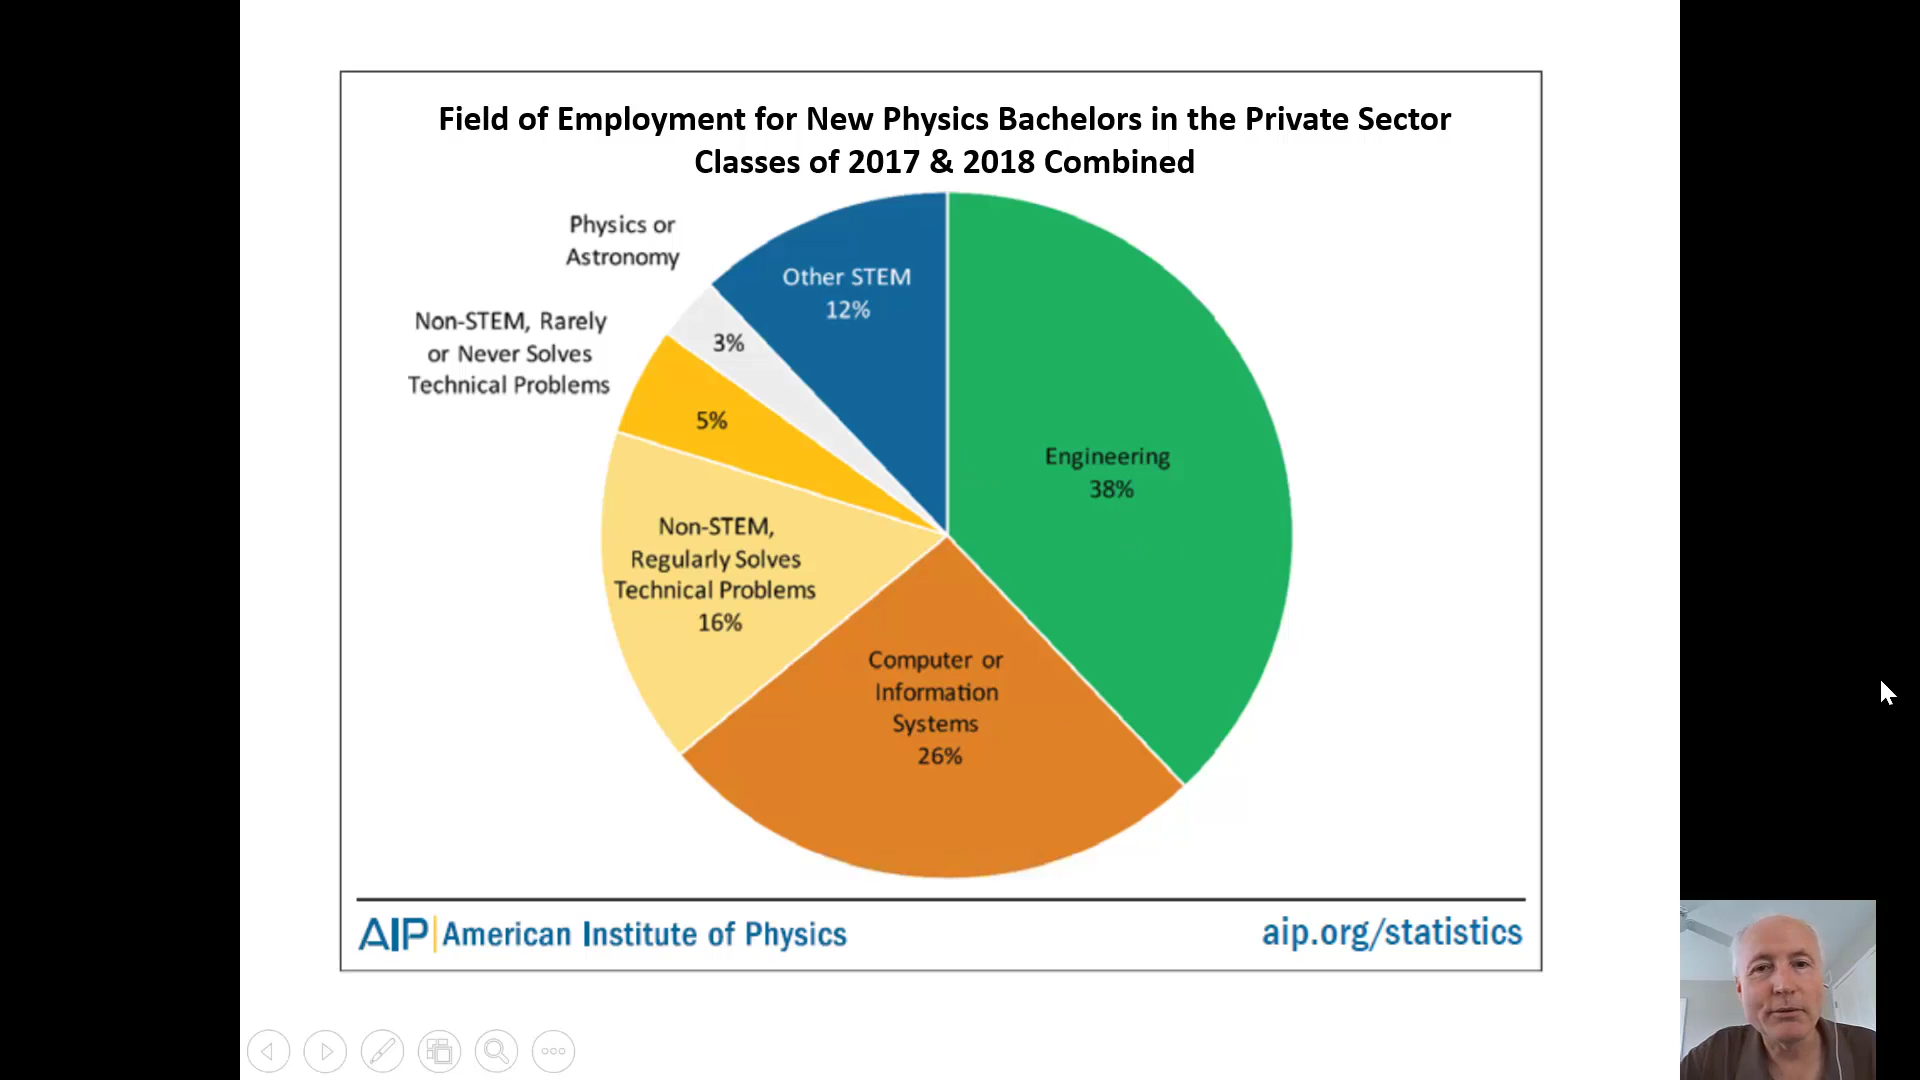 Field of Employment for New Physics Bachelors in the Private Sector
Classes of 2017 & 2018 Combined
Physics or
Astronomy
3%
Other STEM
12%
Non-STEM, Rarely
or Never Solves
Technical Problems
5%
Engineering
38%
Non-STEM,
Regularly Solves
Technical Problems
16%
Computer or
Information
Systems
26%
AIP American Institute of Physics
aip.org/statistics